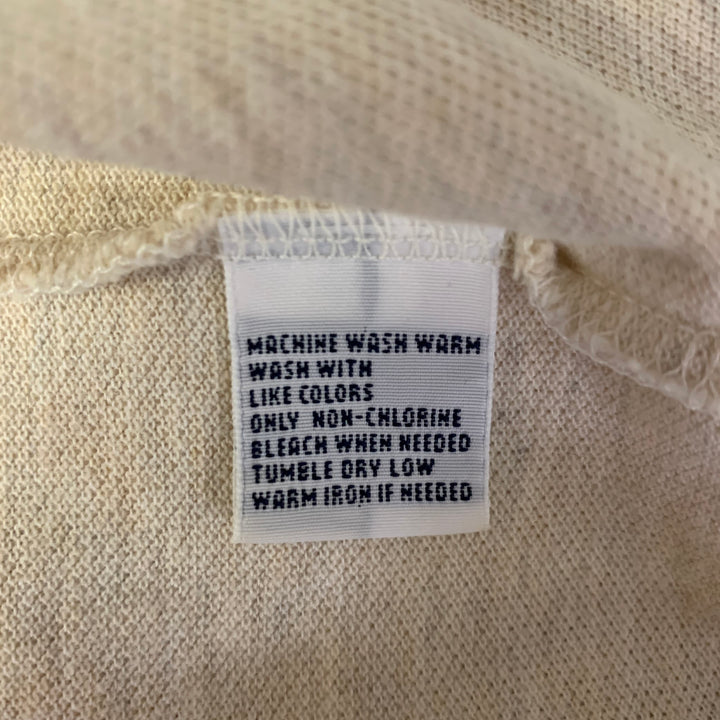 MACHINE WASH WARM
WASH WITH
LIKE COLORS
ONLY NON-CHLORINE
BLEACH WHEN NEEDED
TUMBLE DRY LOW
WARM IRON IF NEEDED